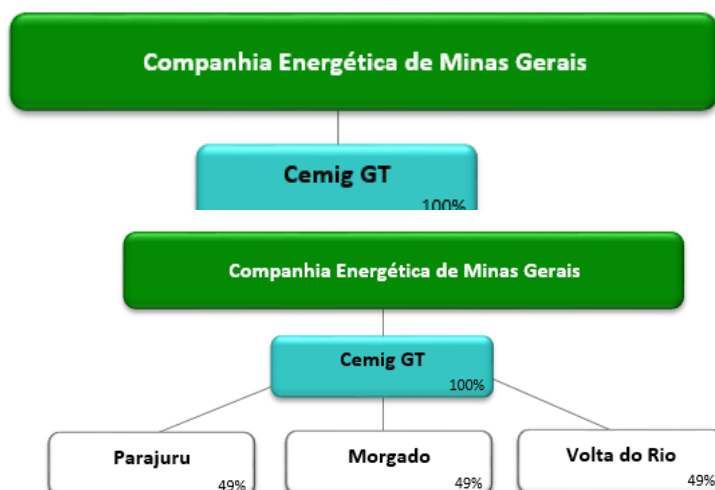 Companhia Energética de Minas Gerais
Cemig GT
100%
Companhia Energética de Minas Gerais
Cemig GT
100%
Parajuru
49%
Morgado
49%
Volta do Rio
49%